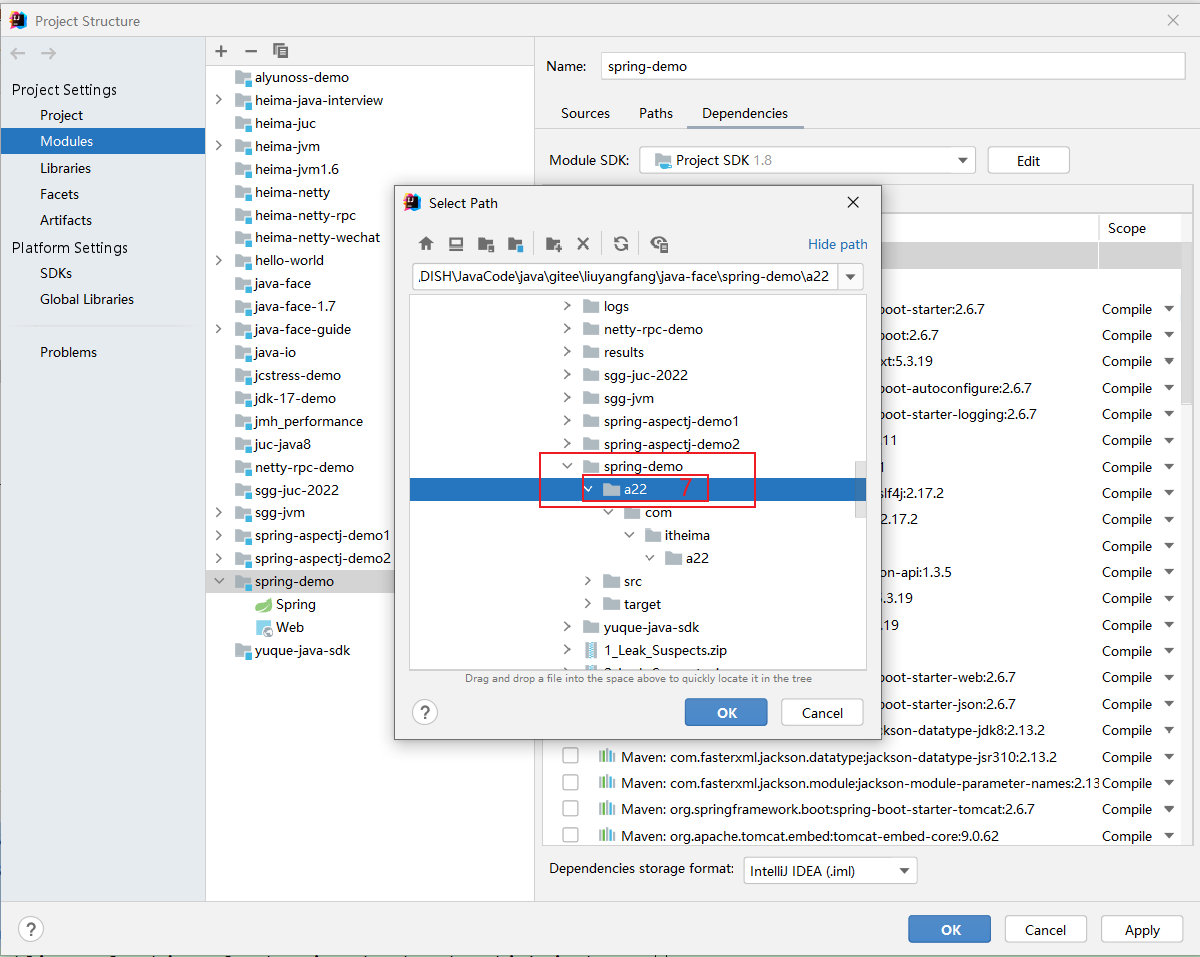 Project Structure
Project Settings
Project
Modules
Libraries
Facets
Artifacts
Platform Settings
SDKs
Global Libraries
Problems
alyunoss-demo
heima-java-interview
heima-juc
heima-jvm
heima-jvm1.6
heima-netty
heima-netty-rpc
heima-netty-wechat
hello-world
java-face
java-face-1.7
java-face-guide
java-io
jcstress-demo
jdk-17-demo
jmh_performance
juc-java8
netty-rpc-demo
sgg-juc-2022
sgg-jvm
spring-aspectj-demo1
spring-aspectj-demo2
spring-demo
Spring
Web
yuque-java-sdk
Name: spring-demo
Sources Paths Dependencies
Module SDK: Project SDK 1.8 Edit
Scope
boot-starter:2.6.7 Compile
boot:2.6.7 Compile
xt:5.3.19 Compile
boot-autoconfigure:2.6.7 Compile
boot-starter-logging:2.6.7 Compile
11 Compile
1 Compile
slf4j:2.17.2 Compile
2.17.2 Compile
Compile
on-api:1.3.5 Compile
.3.19 Compile
.19 Compile
Compile
boot-starter-web:2.6.7 Compile
boot-starter-json:2.6.7 Compile
kson-datatype-jdk8:2.13.2 Compile
Maven: com.fasterxml.jackson.datatype:jackson-datatype-jsr310:2.13.2 Compile
Maven: com.fasterxml.jackson.module:jackson-module-parameter-names:2.13 Compile
Maven: org.springframework.boot:spring-boot-starter-tomcat:2.6.7 Compile
Maven: org.apache.tomcat.embed:tomcat-embed-core:9.0.62 Compile
Dependencies storage format: IntelliJ IDEA (.iml)
Select Path
Hide path
.DISH\JavaCode\java\gitee\liuyangfang\java-face\spring-demo\a22
logs
netty-rpc-demo
results
sgg-juc-2022
sgg-jvm
spring-aspectj-demo1
spring-aspectj-demo2
spring-demo
a22 7
com
itheima
a22
src
target
yuque-java-sdk
1_Leak_Suspects.zip
Drag and drop a file into the space above to quickly locate it in the tree
? OK Cancel
? OK Cancel Apply